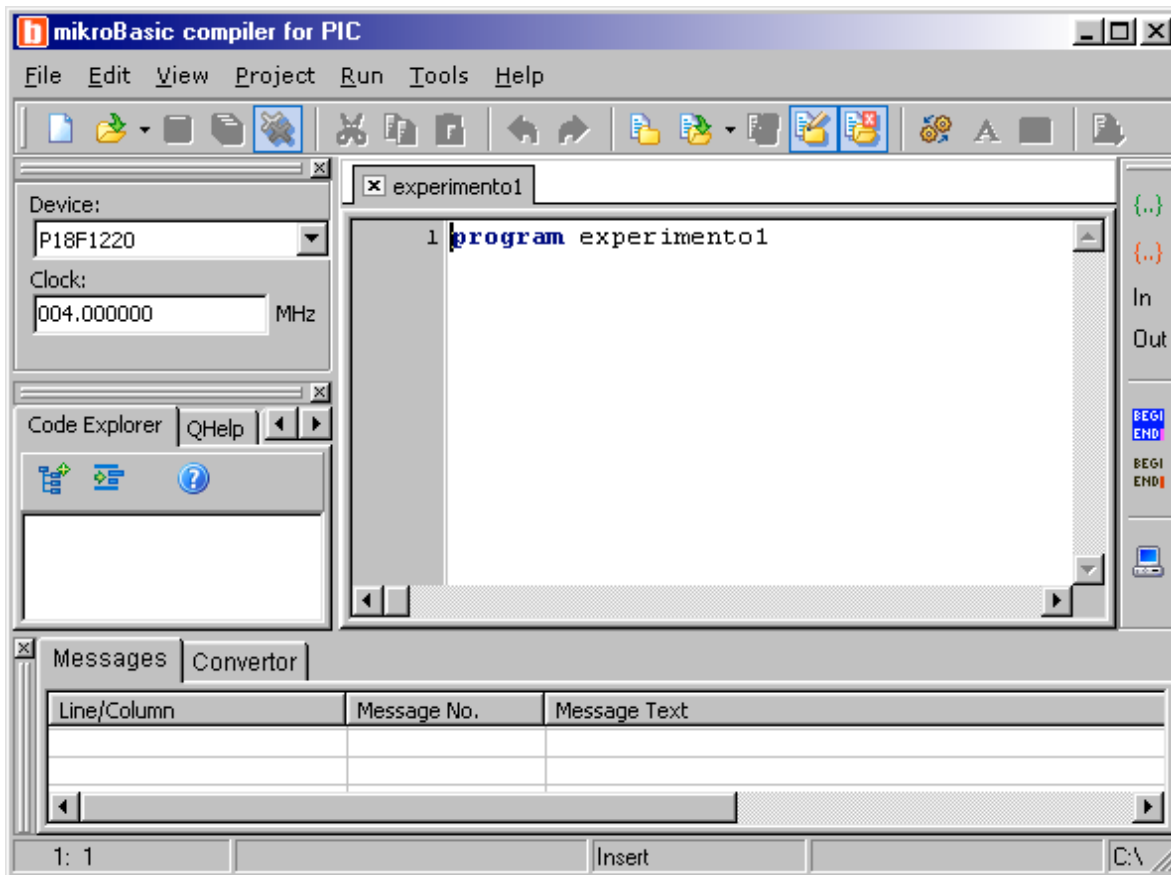 mikroBasic compiler for PIC
File Edit View Project Run Tools Help
Device:
P18F1220
Clock:
004.000000 MHz
Code Explorer QHelp
experimento1
1 program experimento1
{..}
{..}
In
Out
BEGI
END
BEGI
END
Messages Convertor
Line/Column Message No. Message Text
1: 1 Insert C:\